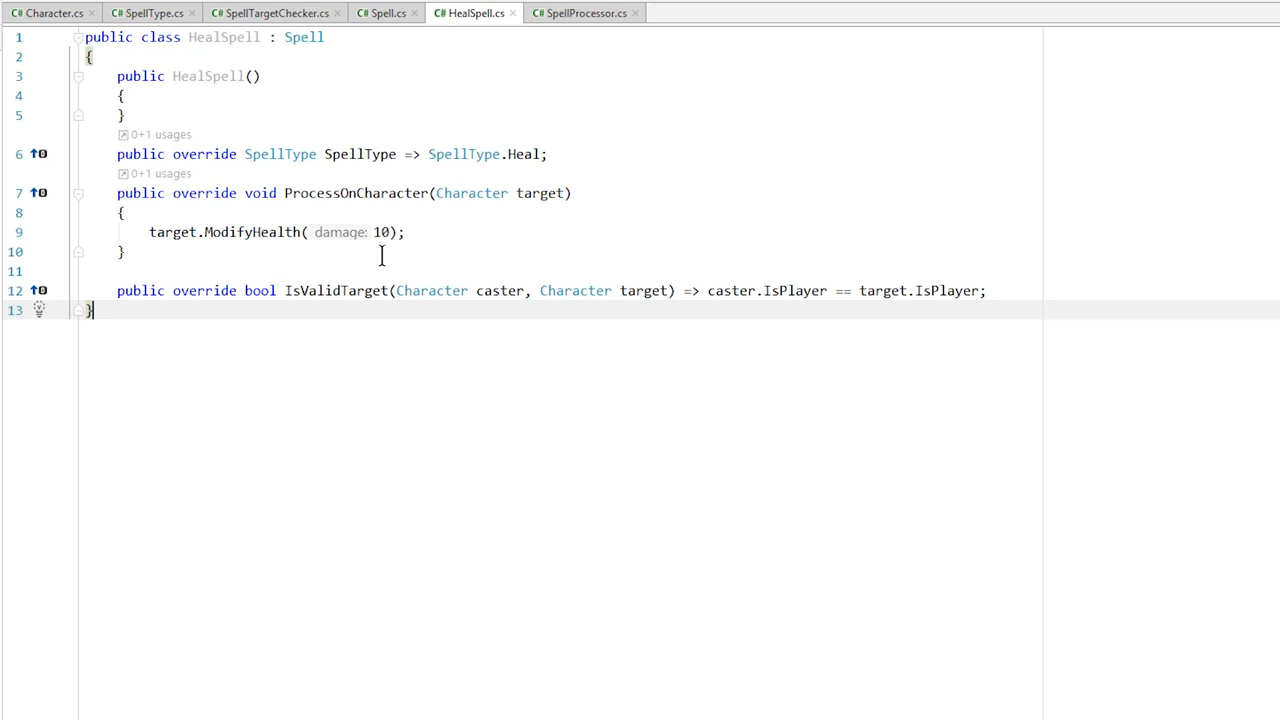 C# Character.cs × C# SpellType.cs × C# SpellTargetChecker.cs × C# Spell.cs × C# HealSpell.cs × C# SpellProcessor.cs ×
1 public class HealSpell : Spell
2 {
3 public HealSpell()
4 {
5 }
0+1 usages
6 public override SpellType SpellType => SpellType.Heal;
0+1 usages
7 public override void ProcessOnCharacter(Character target)
8 {
9 target.ModifyHealth( damage: 10);
10 }
11
12 public override bool IsValidTarget(Character caster, Character target) => caster.IsPlayer == target.IsPlayer;
13 }